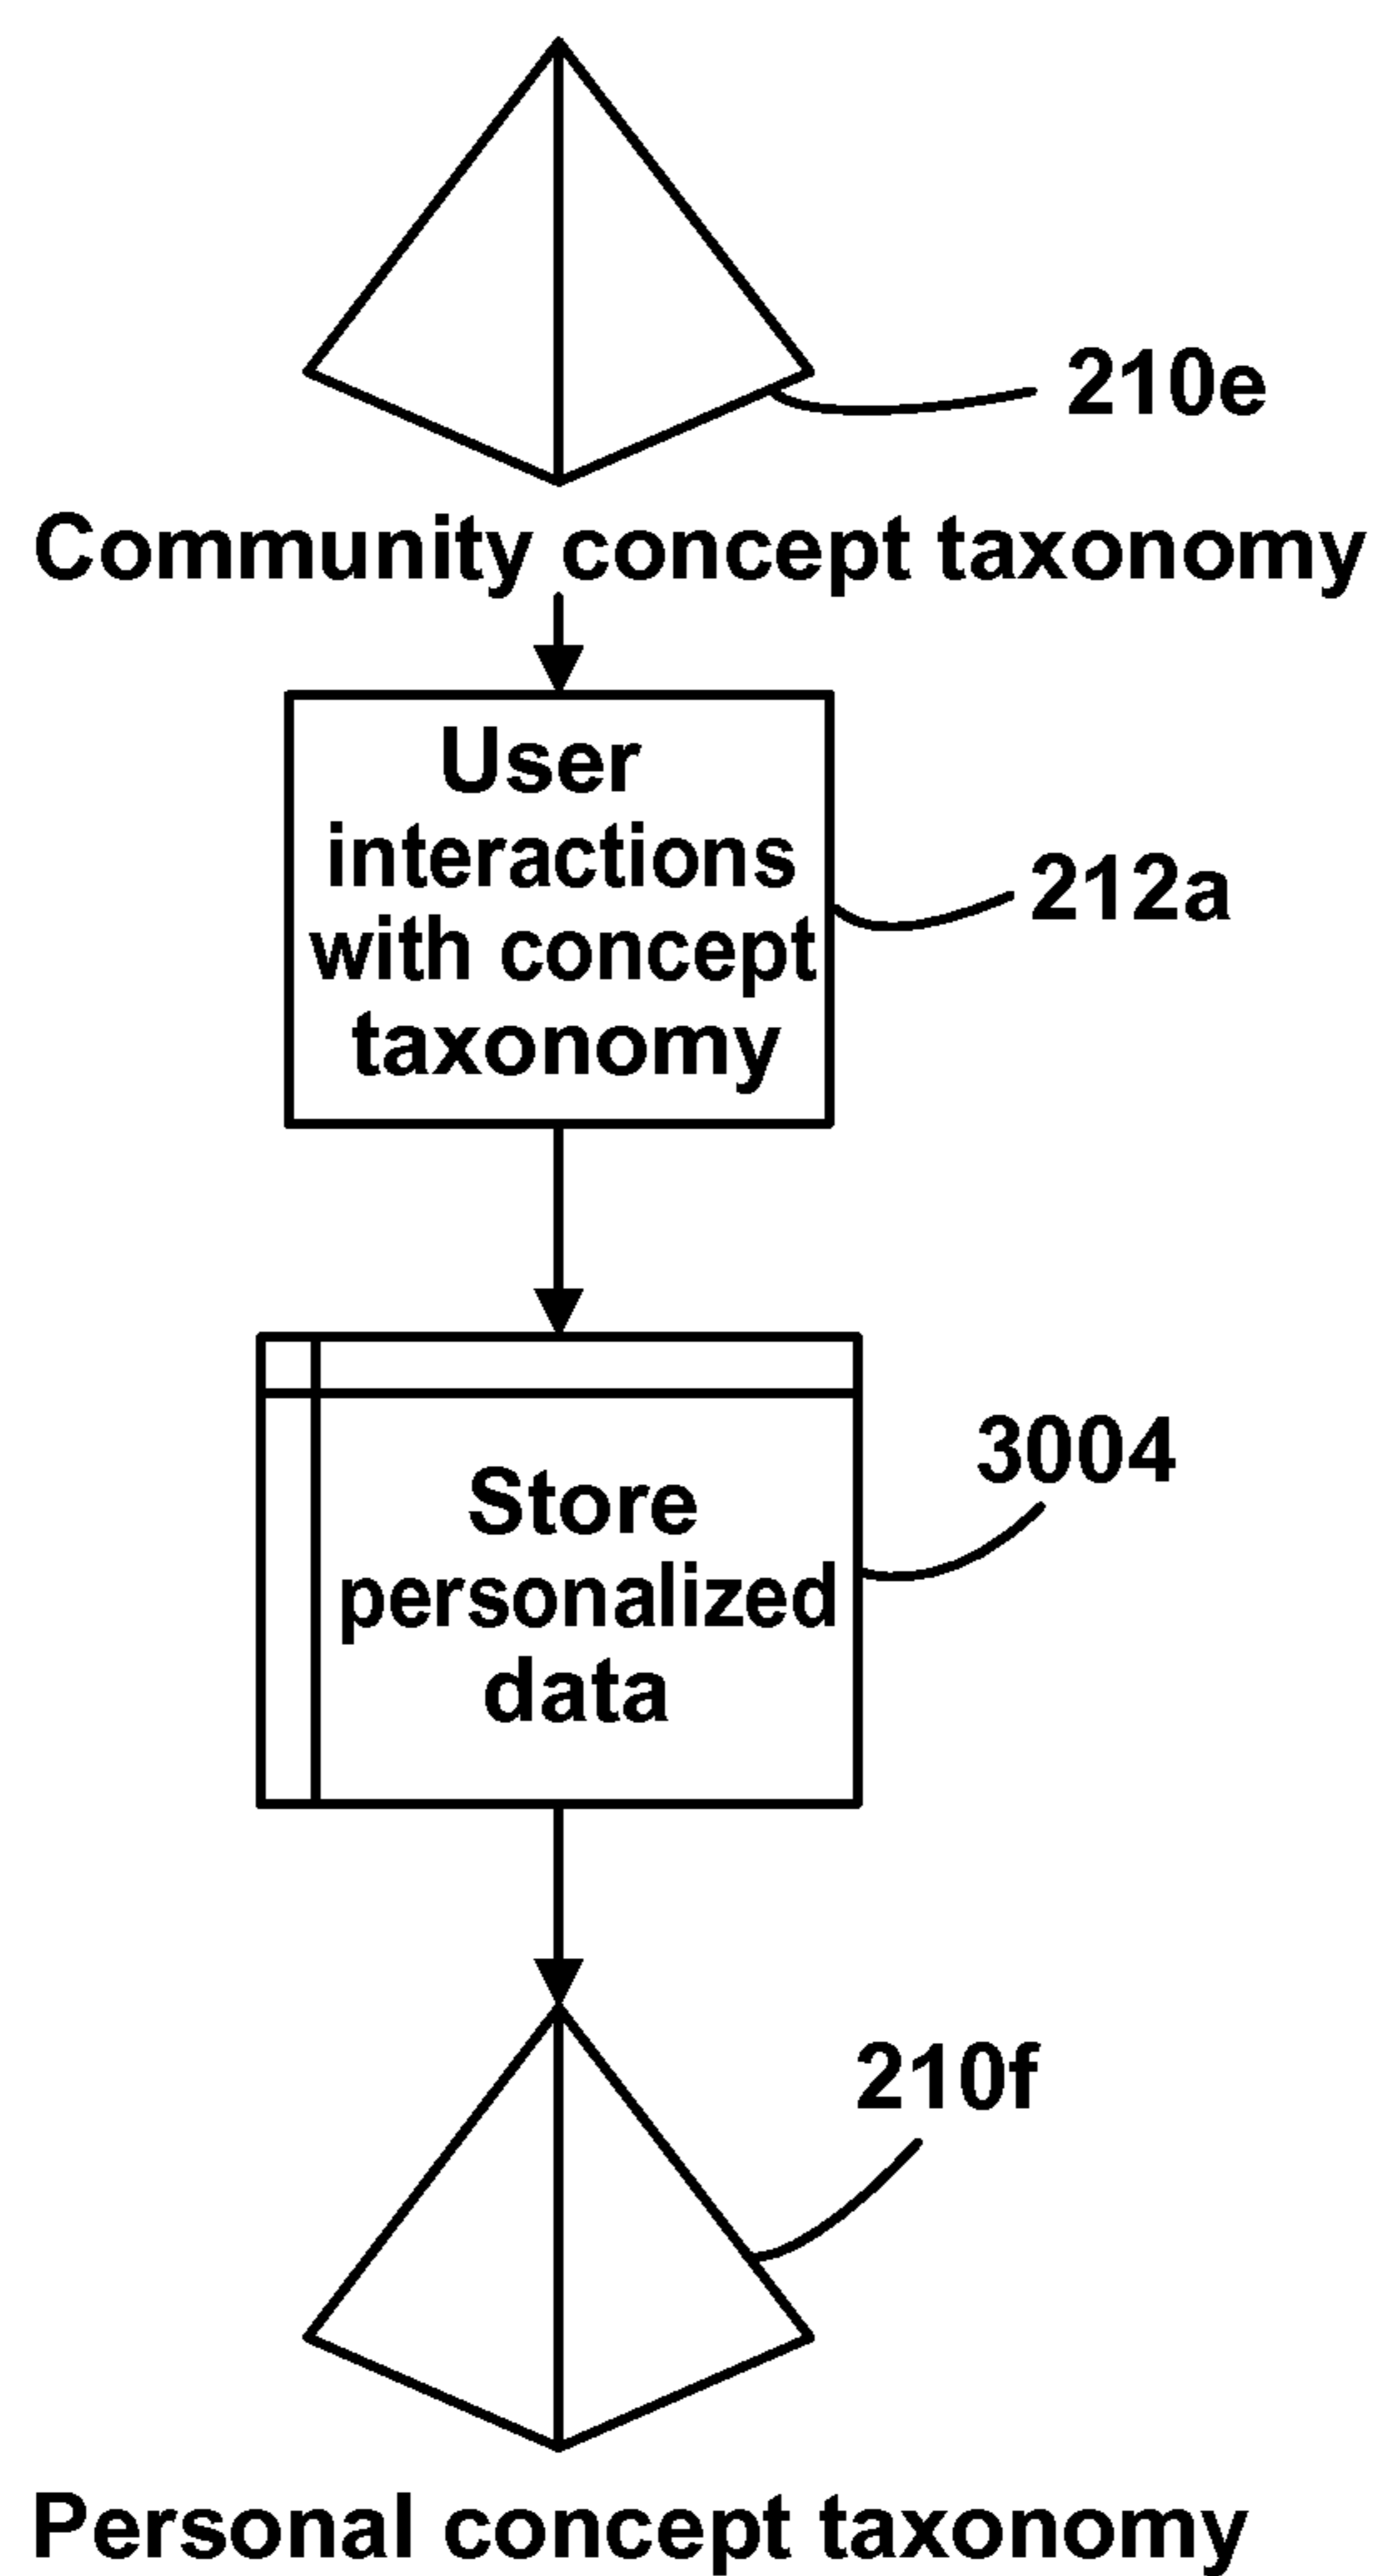 210e
Community concept taxonomy
User
interactions
with concept
taxonomy
212a
3004
Store
personalized
data
210f
Personal concept taxonomy